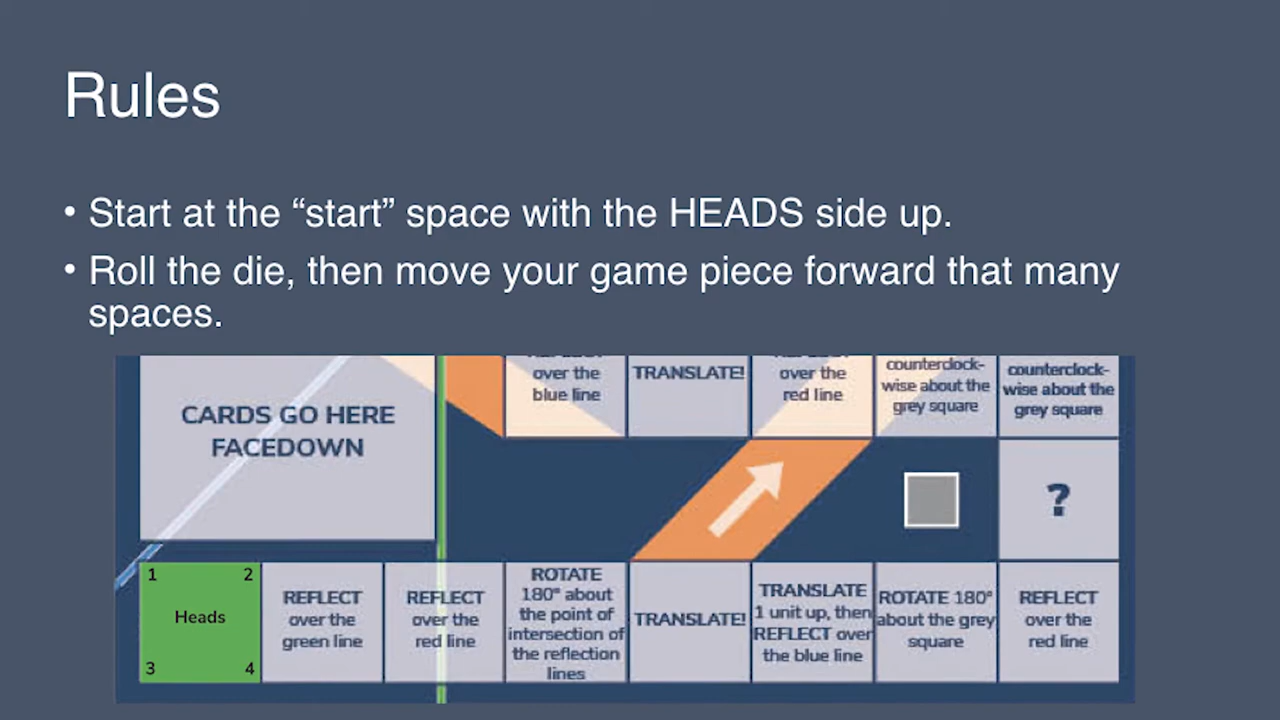 Rules
• Start at the “start” space with the HEADS side up.
• Roll the die, then move your game piece forward that many
spaces.
CARDS GO HERE
FACEDOWN
over the
blue line
TRANSLATE!
over the
red line
counterclock-
wise about the
grey square
counterclock-
wise about the
grey square
?
1 2
Heads
3 4
REFLECT
over the
green line
REFLECT
over the
red line
ROTATE
180° about
the point of
intersection of
the reflection
lines
TRANSLATE!
TRANSLATE
1 unit up, then
REFLECT over
the blue line
ROTATE 180°
about the grey
square
REFLECT
over the
red line